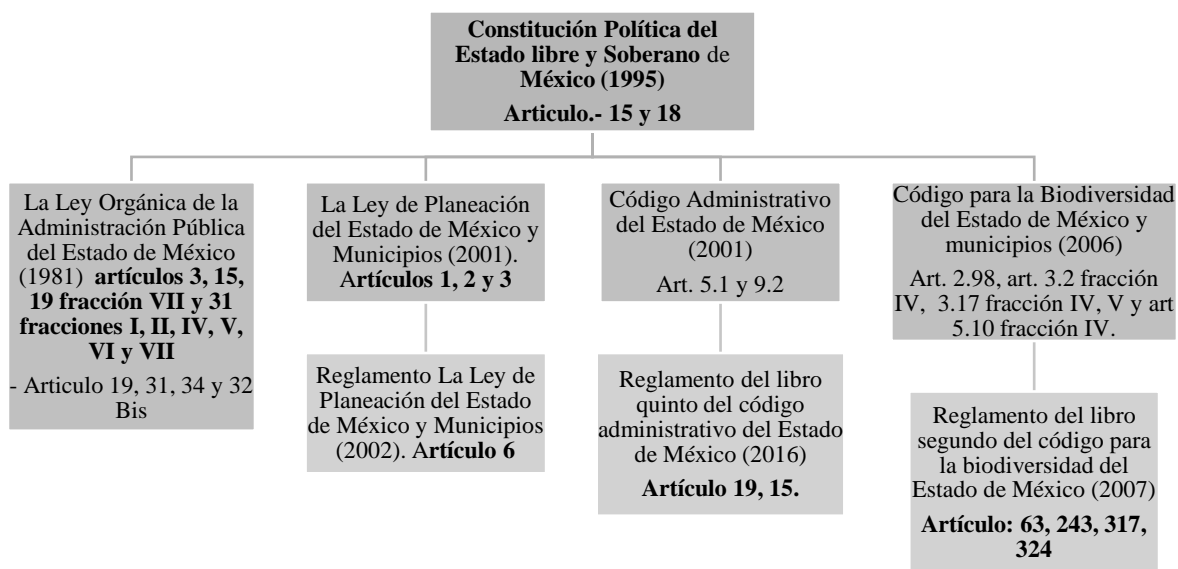 Constitución Política del
Estado libre y Soberano de
México (1995)
Articulo.- 15 y 18
La Ley Orgánica de la
Administración Pública
del Estado de México
(1981) artículos 3, 15,
19 fracción VII y 31
fracciones I, II, IV, V,
VI y VII
- Articulo 19, 31, 34 y 32
Bis
La Ley de Planeación
del Estado de México y
Municipios (2001).
Artículos 1, 2 y 3
Reglamento La Ley de
Planeación del Estado
de México y Municipios
(2002). Artículo 6
Código Administrativo
del Estado de México
(2001)
Art. 5.1 y 9.2
Reglamento del libro
quinto del código
administrativo del Estado
de México (2016)
Artículo 19, 15.
Código para la Biodiversidad
del Estado de México y
municipios (2006)
Art. 2.98, art. 3.2 fracción
IV, 3.17 fracción IV, V y art
5.10 fracción IV.
Reglamento del libro
segundo del código para
la biodiversidad del
Estado de México (2007)
Artículo: 63, 243, 317,
324